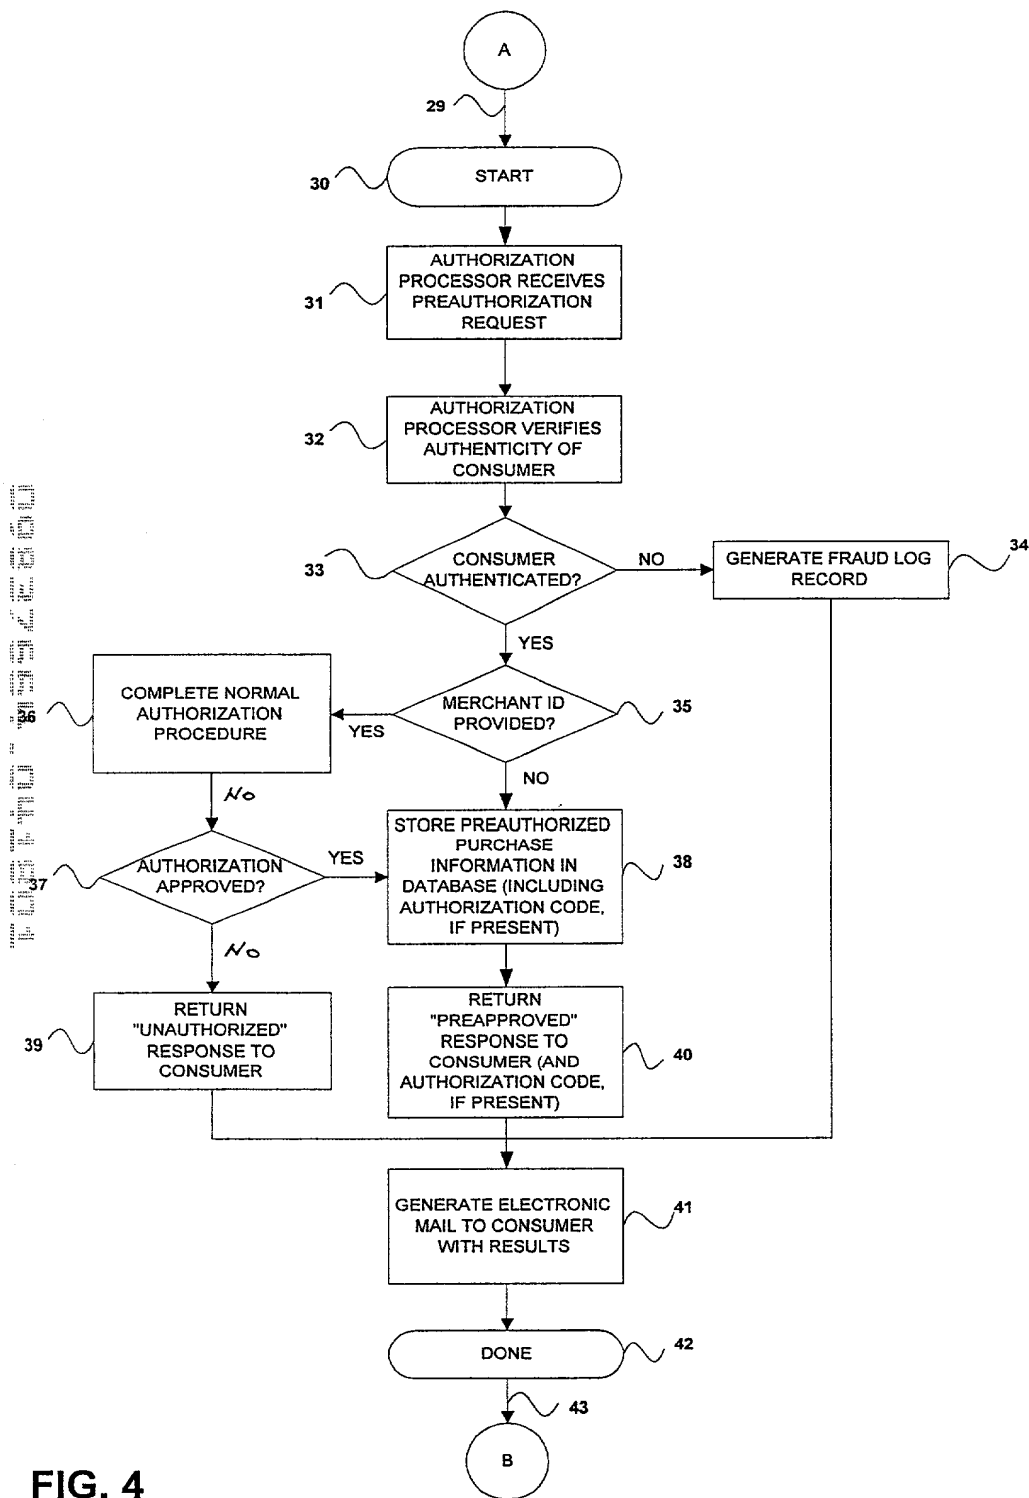 A
29
30
START
AUTHORIZATION
PROCESSOR RECEIVES
PREAUTHORIZATION
REQUEST
31
AUTHORIZATION
PROCESSOR VERIFIES
AUTHENTICITY OF
CONSUMER
32
33
CONSUMER
AUTHENTICATED?
NO
GENERATE FRAUD LOG
RECORD
34
YES
MERCHANT ID
PROVIDED?
35
YES
COMPLETE NORMAL
AUTHORIZATION
PROCEDURE
36
NO
No
AUTHORIZATION
APPROVED?
37
YES
STORE PREAUTHORIZED
PURCHASE
INFORMATION IN
DATABASE (INCLUDING
AUTHORIZATION CODE,
IF PRESENT)
38
No
RETURN
"UNAUTHORIZED"
RESPONSE TO
CONSUMER
39
RETURN
"PREAPPROVED"
RESPONSE TO
CONSUMER (AND
AUTHORIZATION CODE,
IF PRESENT)
40
GENERATE ELECTRONIC
MAIL TO CONSUMER
WITH RESULTS
41
DONE
42
43
B
FIG. 4